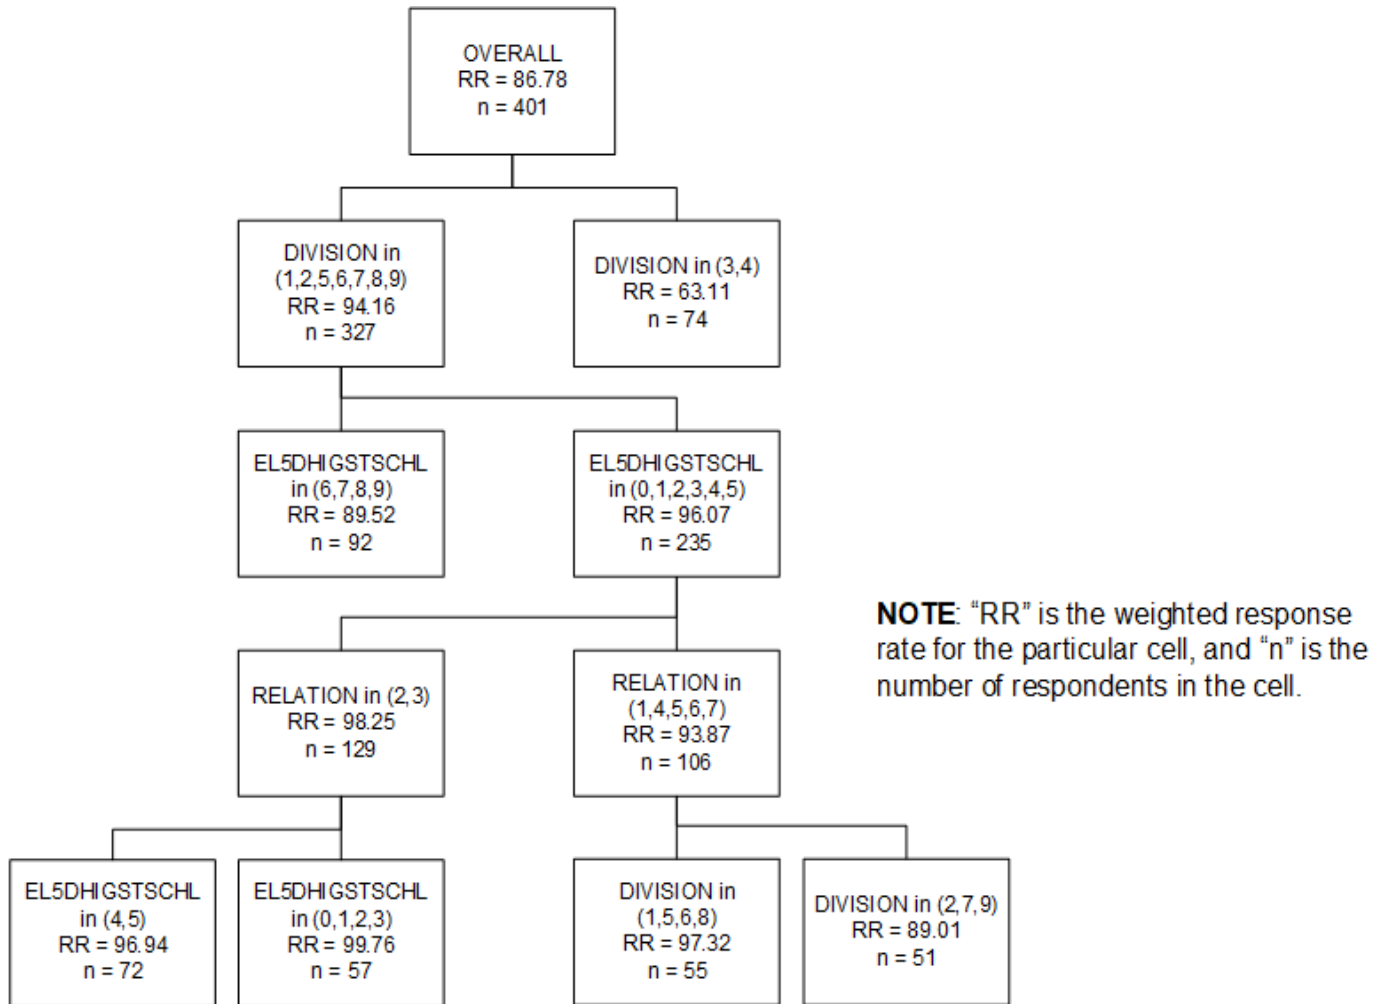 OVERALL
RR = 86.78
n = 401
DIVISION in
(1,2,5,6,7,8,9)
RR = 94.16
n = 327
DIVISION in (3,4)
RR = 63.11
n = 74
EL5DHIGSTSCHL
in (6,7,8,9)
RR = 89.52
n = 92
EL5DHIGSTSCHL
in (0,1,2,3,4,5)
RR = 96.07
n = 235
NOTE: “RR” is the weighted response
rate for the particular cell, and “n” is the
number of respondents in the cell.
RELATION in (2,3)
RR = 98.25
n = 129
RELATION in
(1,4,5,6,7)
RR = 93.87
n = 106
EL5DHIGSTSCHL
in (4,5)
RR = 96.94
n = 72
EL5DHIGSTSCHL
in (0,1,2,3)
RR = 99.76
n = 57
DIVISION in
(1,5,6,8)
RR = 97.32
n = 55
DIVISION in (2,7,9)
RR = 89.01
n = 51